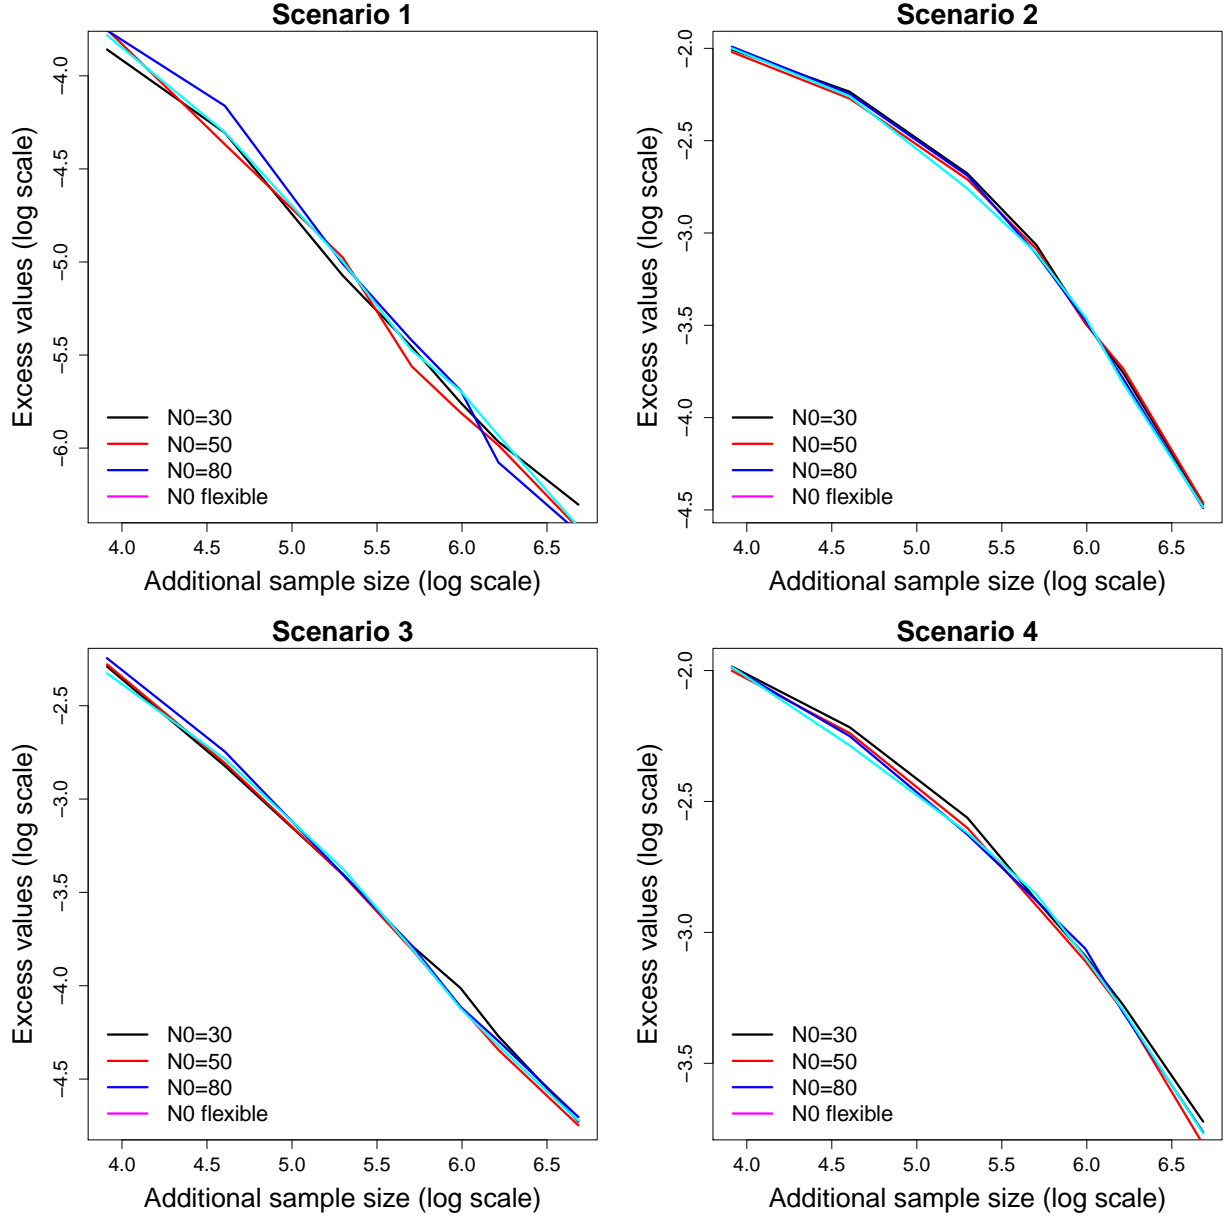 Scenario 1
Excess values (log scale)
−4.0
−4.5
−5.0
−5.5
−6.0
N0=30
N0=50
N0=80
N0 flexible
4.0 4.5 5.0 5.5 6.0 6.5
Additional sample size (log scale)
Scenario 2
Excess values (log scale)
−2.0
−2.5
−3.0
−3.5
−4.0
−4.5
N0=30
N0=50
N0=80
N0 flexible
4.0 4.5 5.0 5.5 6.0 6.5
Additional sample size (log scale)
Scenario 3
Excess values (log scale)
−2.5
−3.0
−3.5
−4.0
−4.5
N0=30
N0=50
N0=80
N0 flexible
4.0 4.5 5.0 5.5 6.0 6.5
Additional sample size (log scale)
Scenario 4
Excess values (log scale)
−2.0
−2.5
−3.0
−3.5
N0=30
N0=50
N0=80
N0 flexible
4.0 4.5 5.0 5.5 6.0 6.5
Additional sample size (log scale)